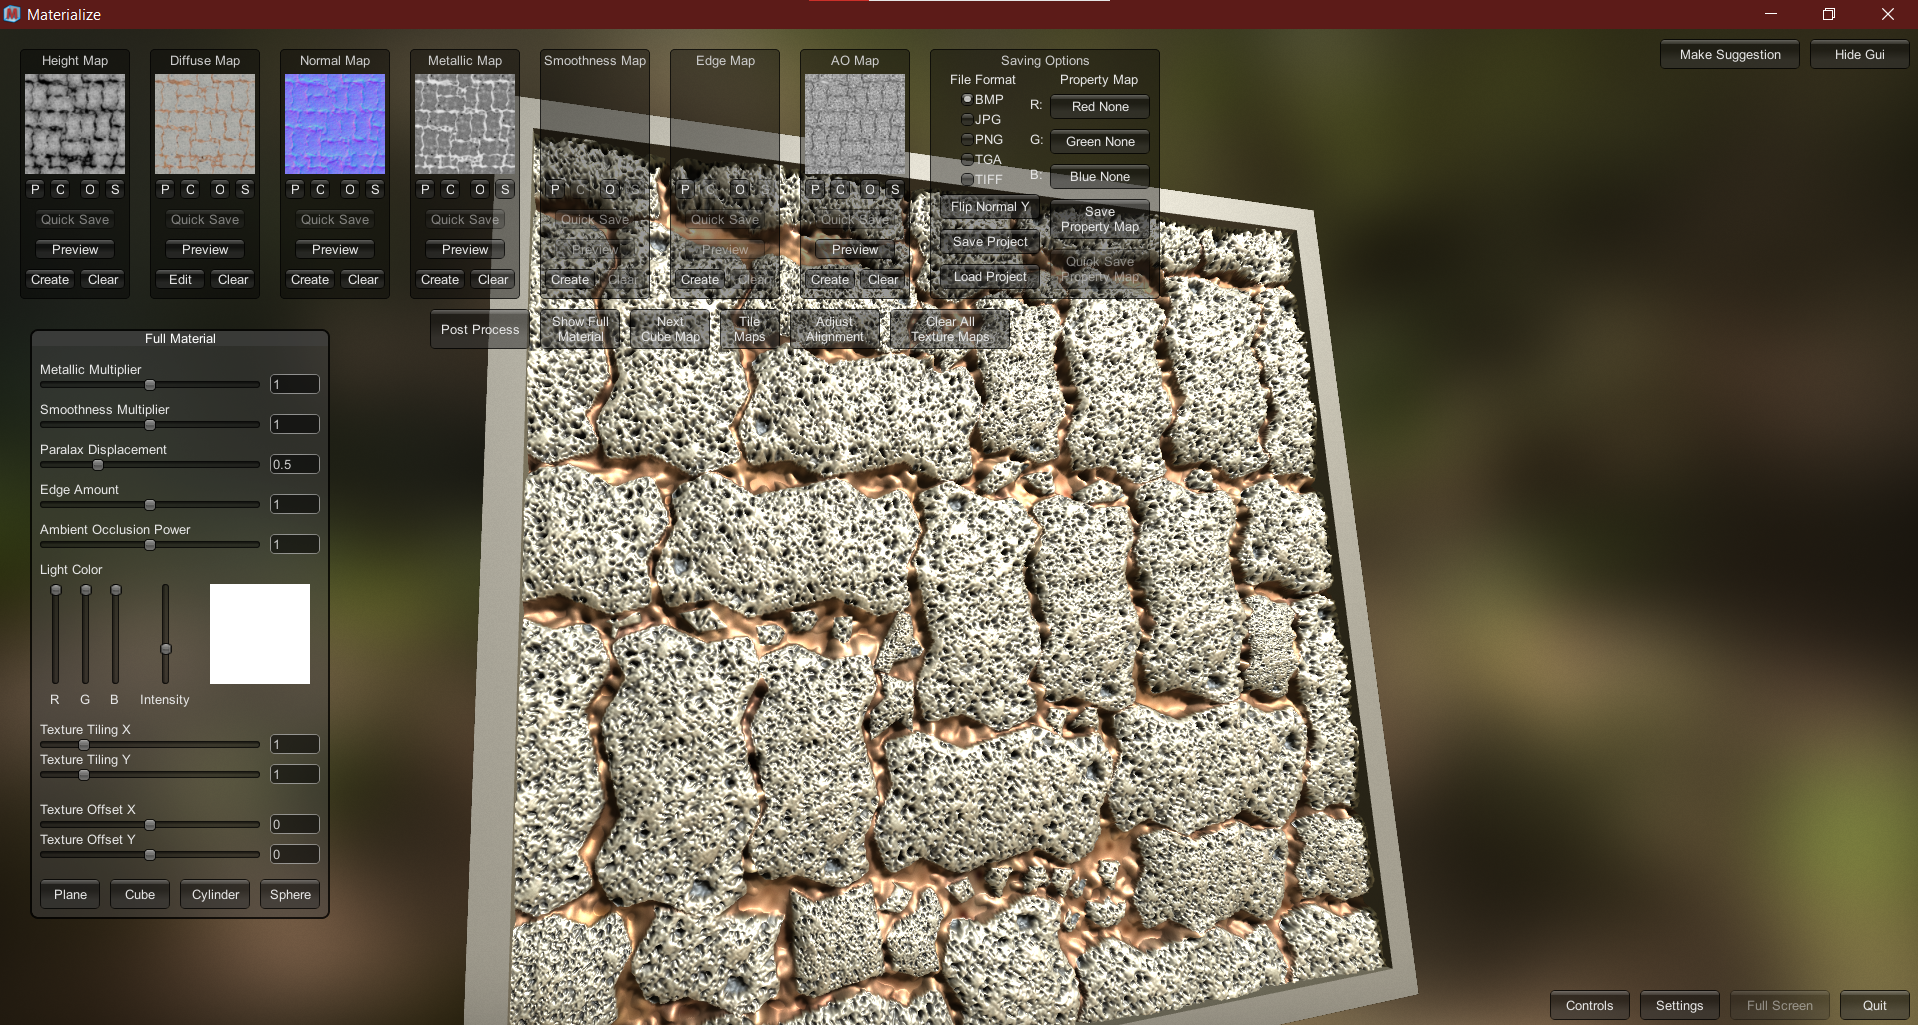 Materialize
Height Map
Diffuse Map
Normal Map
Metallic Map
Smoothness Map
Edge Map
AO Map
Saving Options
Make Suggestion
Hide Gui
File Format
Property Map
BMP
R:
Red None
JPG
PNG
G:
Green None
TGA
TIFF
B:
Blue None
P C O S
P C O S
P C O S
P C O S
P C O S
P C O S
P C O S
Flip Normal Y
Save
Property Map
Quick Save
Quick Save
Quick Save
Quick Save
Quick Save
Quick Save
Quick Save
Save Project
Preview
Preview
Preview
Preview
Preview
Preview
Preview
Quick Save
Property Map
Load Project
Create Clear
Edit Clear
Create Clear
Create Clear
Create Clear
Create Clear
Create Clear
Post Process
Show Full
Material
Next
Cube Map
Tile
Maps
Adjust
Alignment
Clear All
Texture Maps
Full Material
Metallic Multiplier
1
Smoothness Multiplier
1
Paralax Displacement
0.5
Edge Amount
1
Ambient Occlusion Power
1
Light Color
R G B Intensity
Texture Tiling X
1
Texture Tiling Y
1
Texture Offset X
0
Texture Offset Y
0
Plane
Cube
Cylinder
Sphere
Controls
Settings
Full Screen
Quit